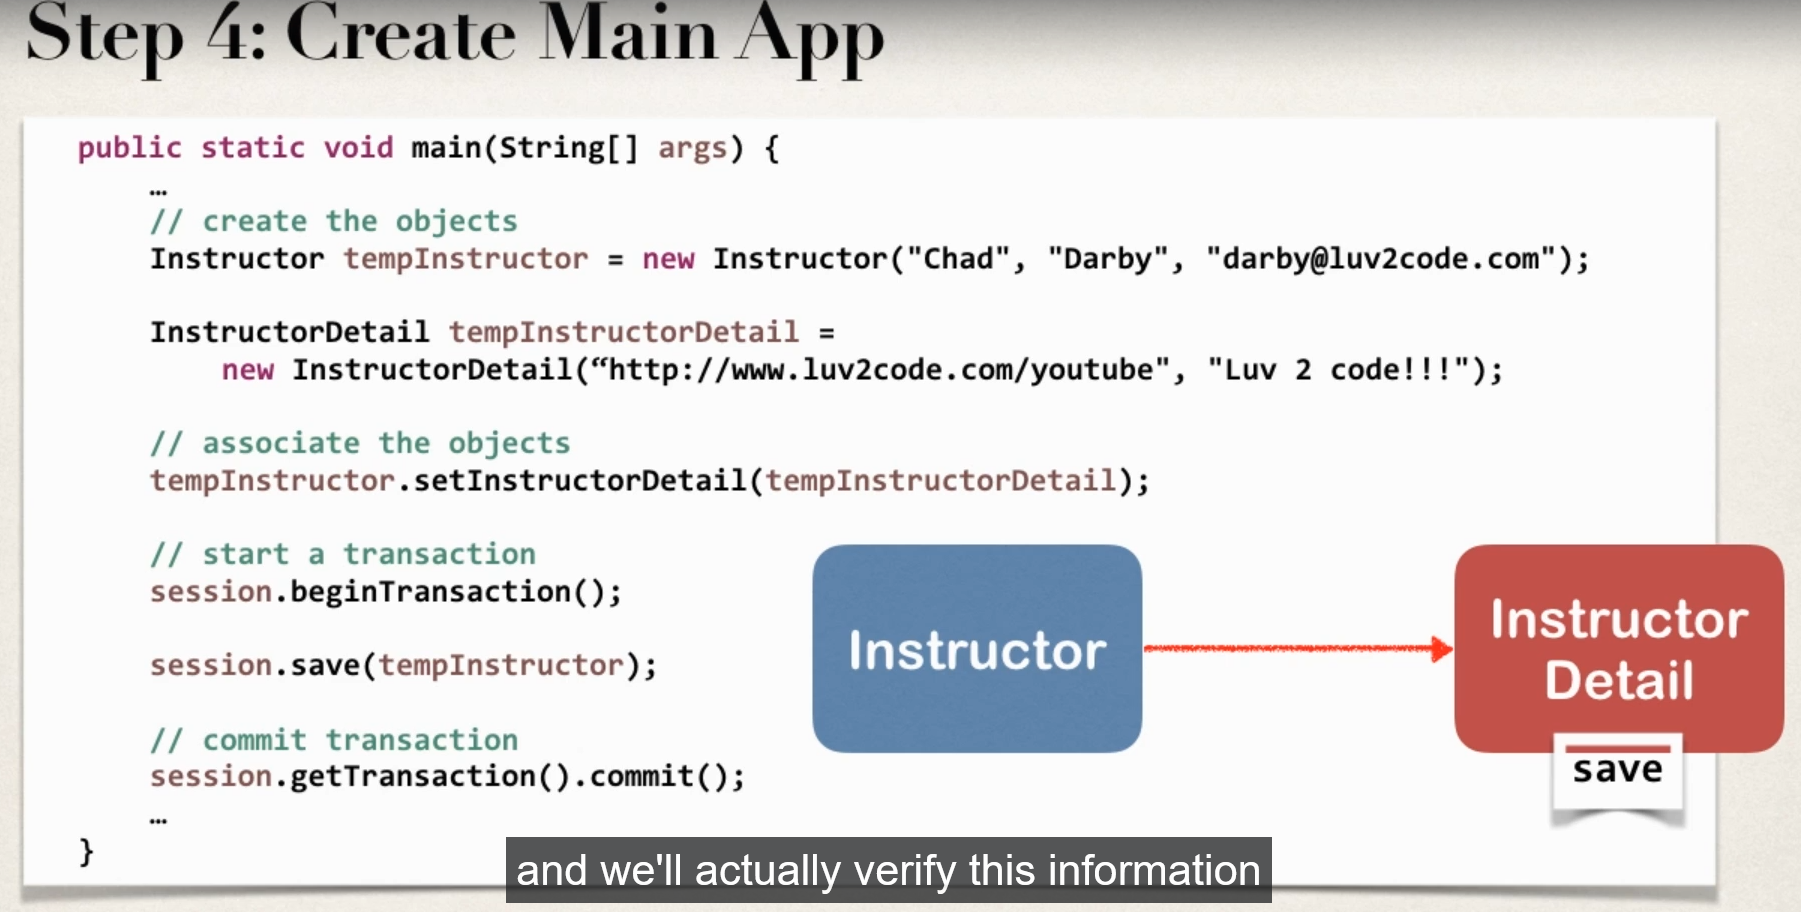 Step 4: Create Main App
public static void main(String[] args) {
…
// create the objects
Instructor tempInstructor = new Instructor("Chad", "Darby", "darby@luv2code.com");
InstructorDetail tempInstructorDetail =
new InstructorDetail(“http://www.luv2code.com/youtube", "Luv 2 code!!!");
// associate the objects
tempInstructor.setInstructorDetail(tempInstructorDetail);
// start a transaction
session.beginTransaction();
session.save(tempInstructor);
// commit transaction
session.getTransaction().commit();
…
}
Instructor
Instructor
Detail
save
and we'll actually verify this information